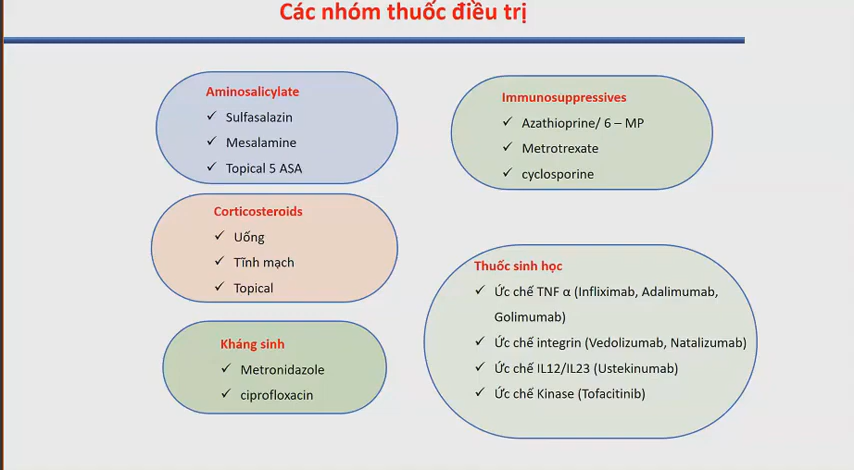 Các nhóm thuốc điều trị
Aminosalicylate
✓ Sulfasalazin
✓ Mesalamine
✓ Topical 5 ASA
Corticosteroids
✓ Uống
✓ Tĩnh mạch
✓ Topical
Kháng sinh
✓ Metronidazole
✓ ciprofloxacin
Immunosuppressives
✓ Azathioprine/ 6 – MP
✓ Metrotrexate
✓ cyclosporine
Thuốc sinh học
✓ Ức chế TNF α (Infliximab, Adalimumab,
Golimumab)
✓ Ức chế integrin (Vedolizumab, Natalizumab)
✓ Ức chế IL12/IL23 (Ustekinumab)
✓ Ức chế Kinase (Tofacitinib)